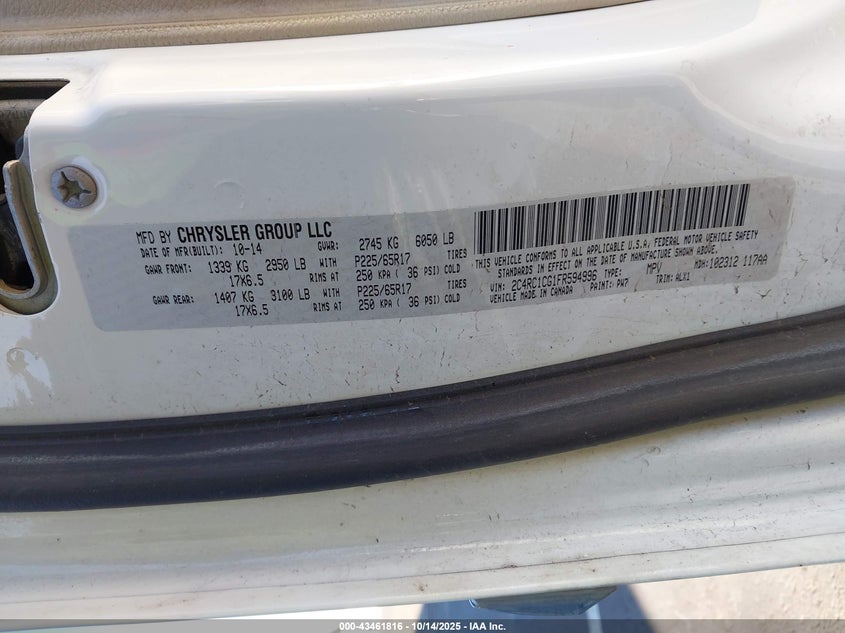 MFD BY CHRYSLER GROUP LLC
DATE OF MFR(BUILT): 10-14 GVWR: 2745 KG 6050 LB
GAWR FRONT: 1339 KG 2950 LB WITH P225/65R17 TIRES
17X6.5 RIMS AT 250 KPA ( 36 PSI) COLD
GAWR REAR: 1407 KG 3100 LB WITH P225/65R17 TIRES
17X6.5 RIMS AT 250 KPA ( 36 PSI) COLD
THIS VEHICLE CONFORMS TO ALL APPLICABLE U.S.A. FEDERAL MOTOR VEHICLE SAFETY
STANDARDS IN EFFECT ON THE DATE OF MANUFACTURE SHOWN ABOVE.
VIN: 2C4RC1CG1FR594996 TYPE: MPV MDH: 102312 117AA
VEHICLE MADE IN CANADA PAINT: PW7 TRIM: ALX1
000-43461816 - 10/14/2025 - IAA Inc.